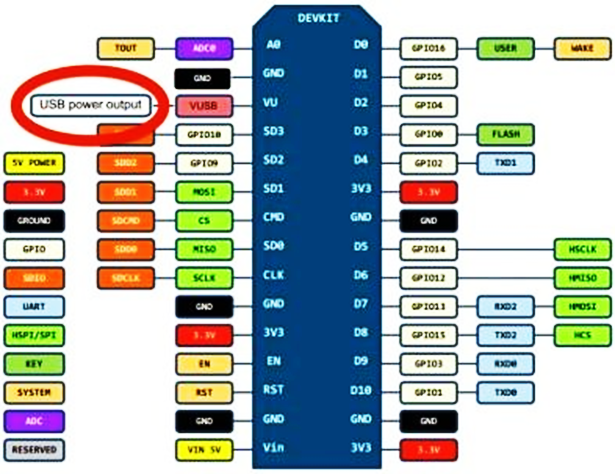 DEVKIT
TOUT ADC0 A0 D0 GPIO16 USER WAKE
GND GND D1 GPIO5
USB power output VUSB VU D2 GPIO4
GPIO10 SD3 D3 GPIO0 FLASH
5V POWER SDD2 GPIO9 SD2 D4 GPIO2 TXD1
3.3V SDD1 MOSI SD1 3V3 3.3V
GROUND SDCMD CS CMD GND GND
GPIO SDD0 MISO SD0 D5 GPIO14 HSCLK
SDIO SDCLK SCLK CLK D6 GPIO12 HMISO
UART GND GND D7 GPIO13 RXD2 HMOSI
HSPI/SPI 3.3V 3V3 D8 GPIO15 TXD2 HCS
KEY EN EN D9 GPIO3 RXD0
SYSTEM RST RST D10 GPIO1 TXD0
ADC GND GND GND GND
RESERVED VIN 5V Vin 3V3 3.3V